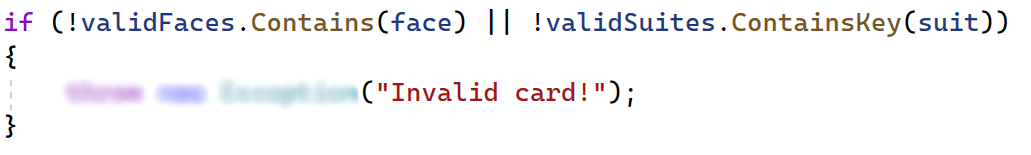 if (!validFaces.Contains(face) || !validSuites.ContainsKey(suit))
{
("Invalid card!");
}